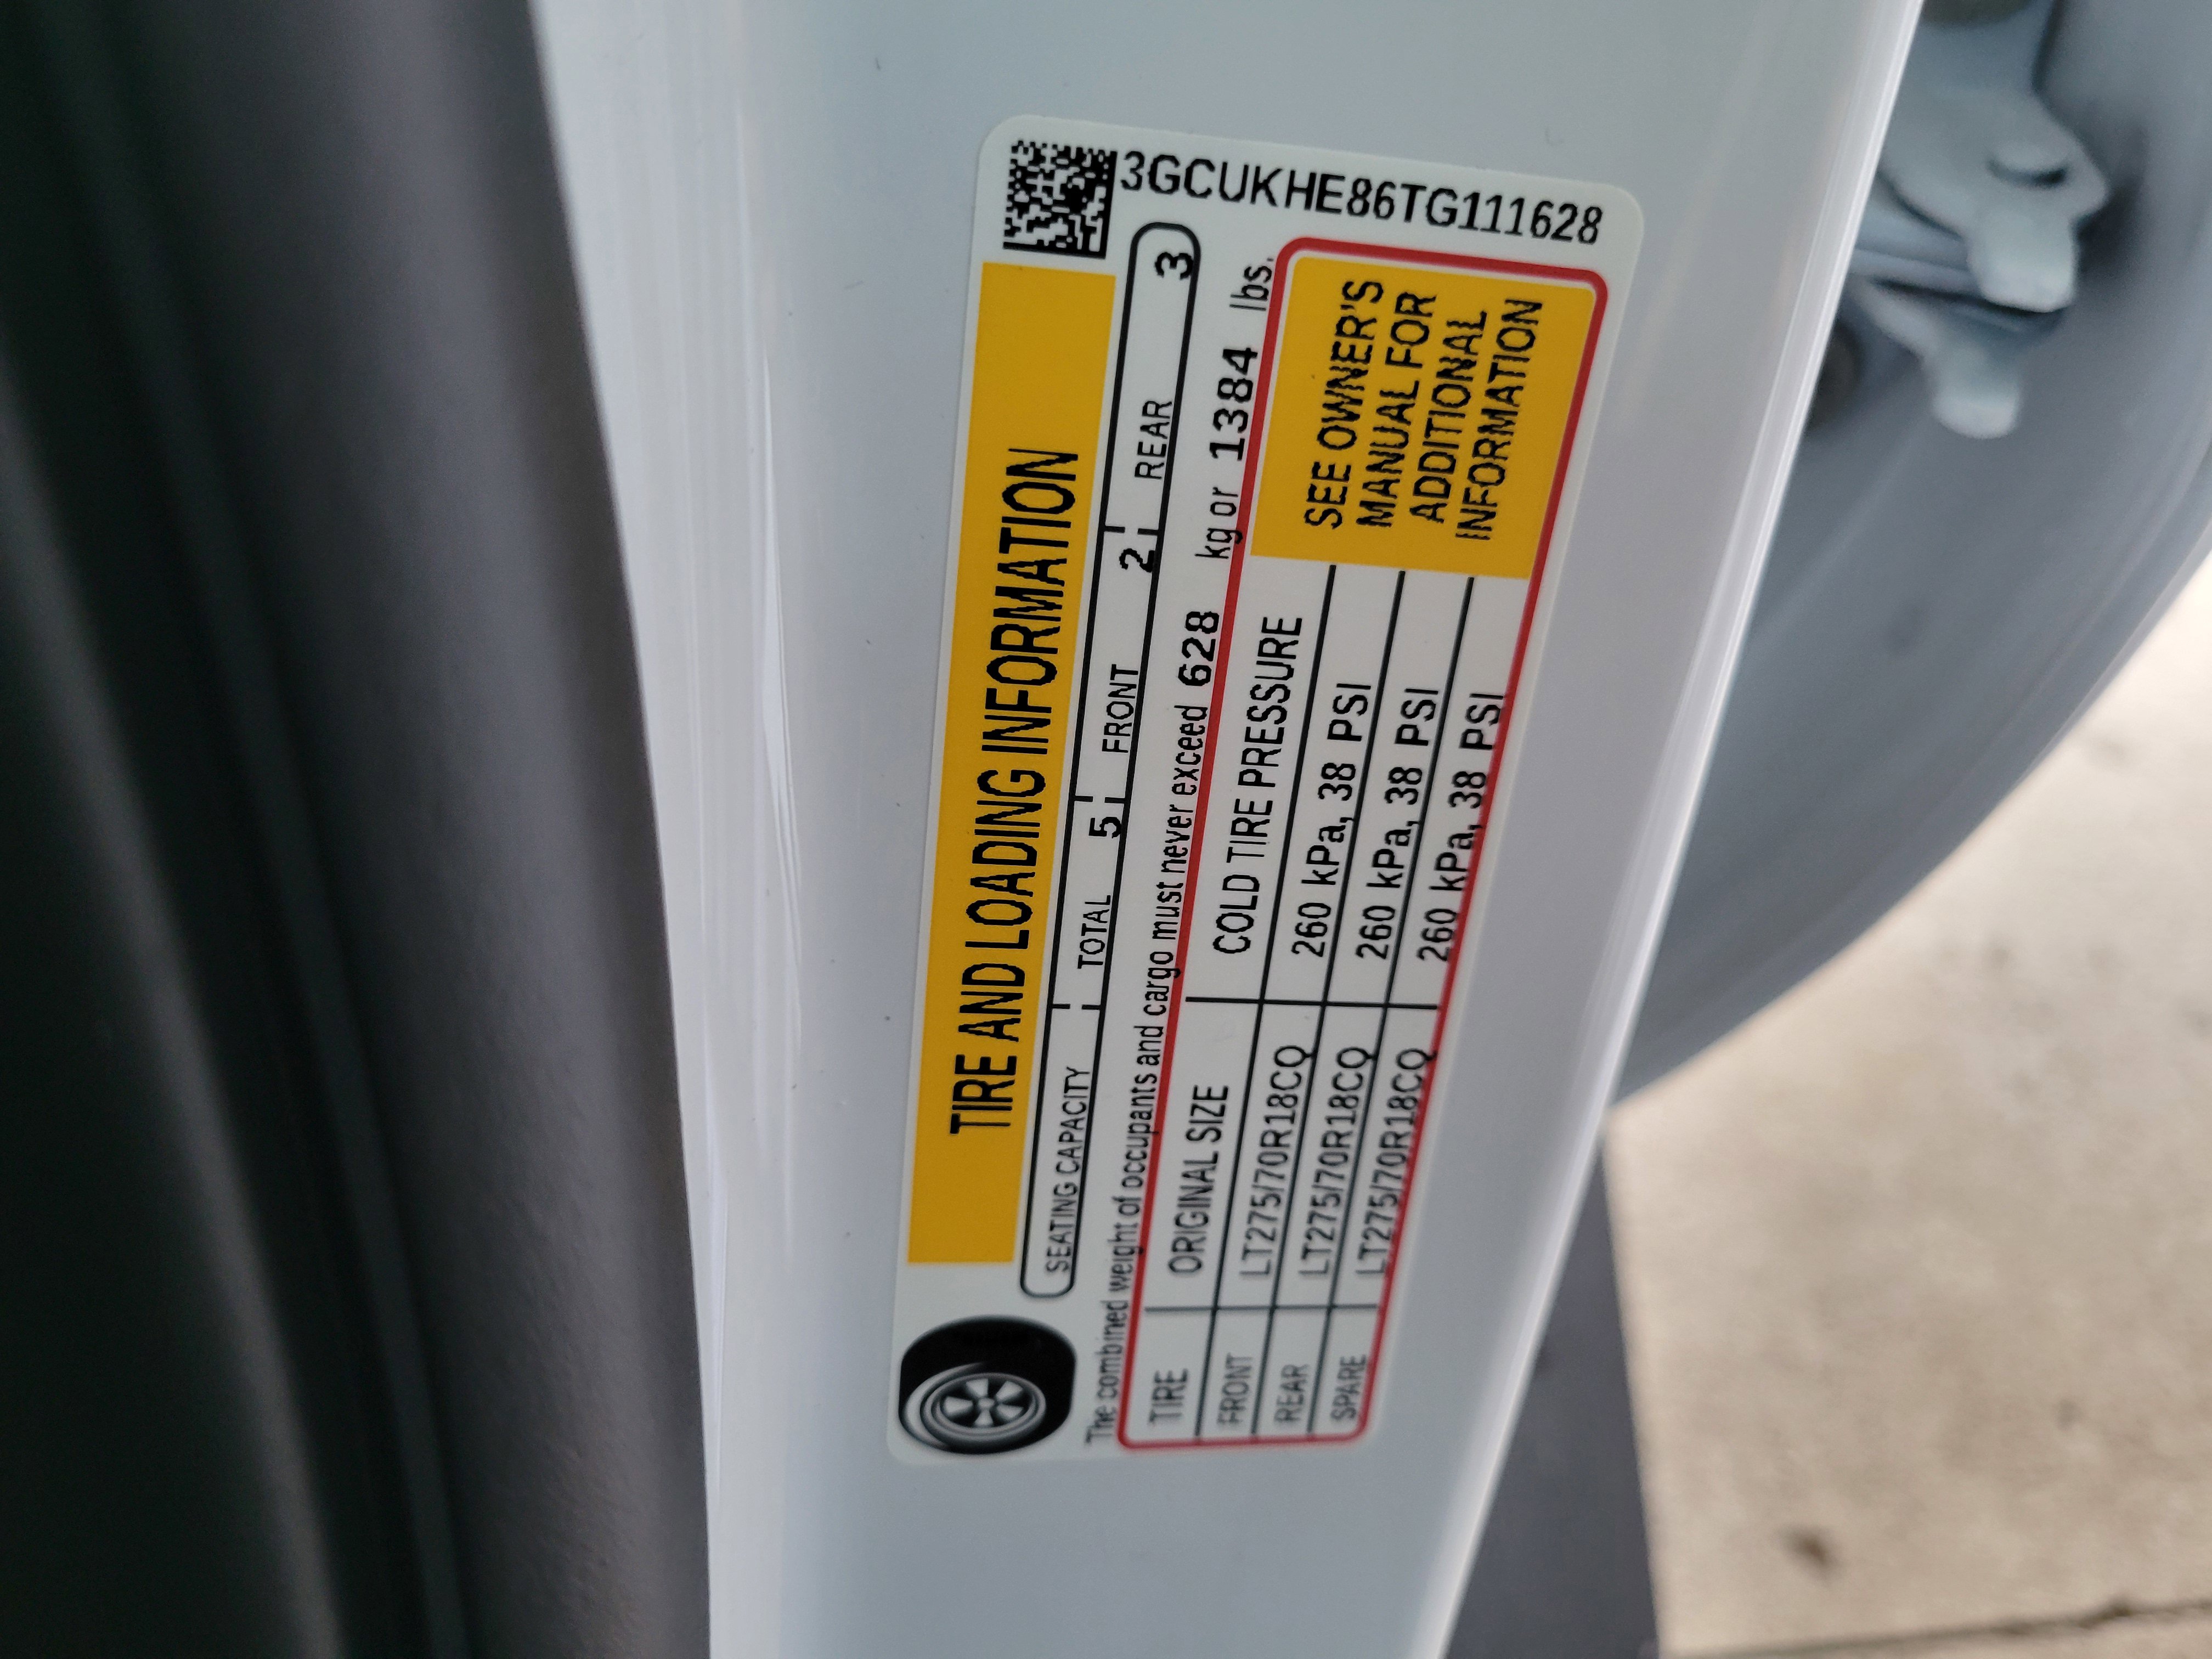 TIRE AND LOADING INFORMATION
SEATING CAPACITY TOTAL 5 FRONT 2 REAR 3
The combined weight of occupants and cargo must never exceed 628 kg or 1384 lbs.
TIRE ORIGINAL SIZE COLD TIRE PRESSURE
FRONT LT275/70R18CQ 260 kPa, 38 PSI
REAR LT275/70R18CQ 260 kPa, 38 PSI
SPARE LT275/70R18CQ 260 kPa, 38 PSI
SEE OWNER'S
MANUAL FOR
ADDITIONAL
INFORMATION
3GCUKHE86TG111628